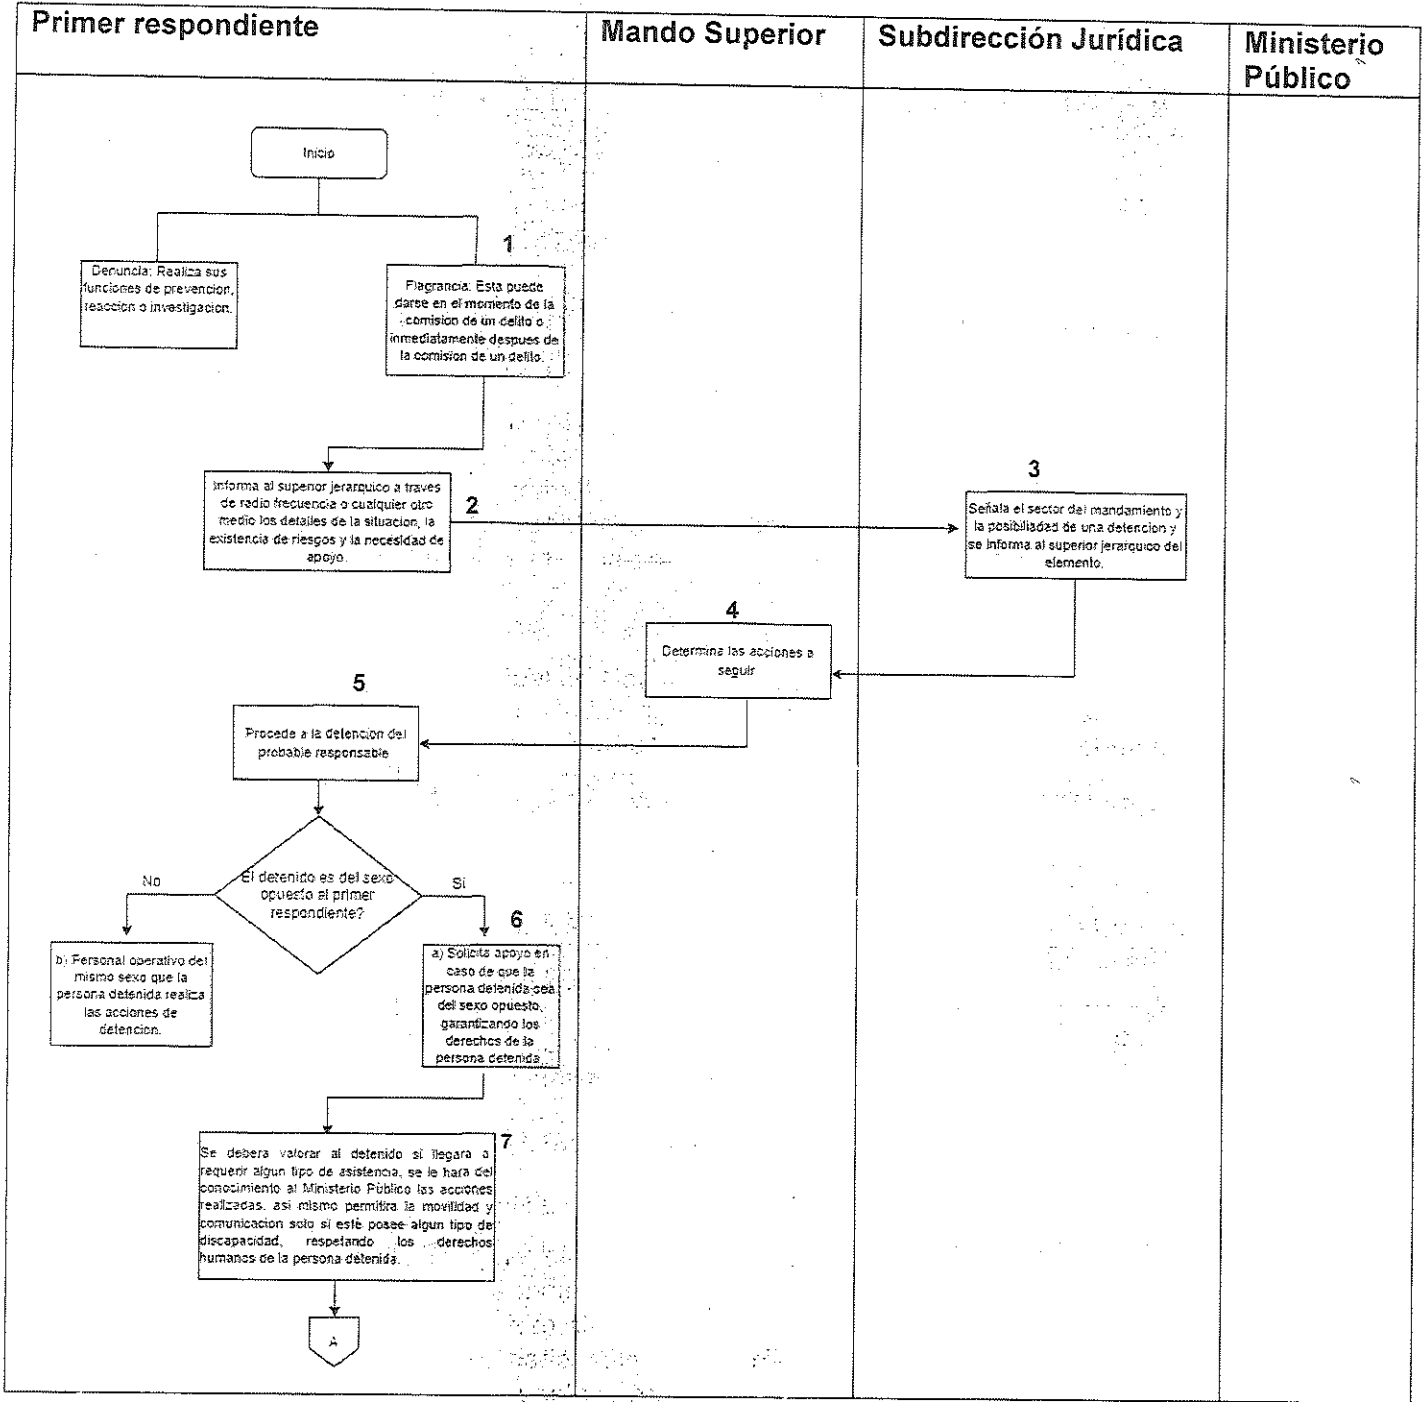 Primer respondiente
Mando Superior
Subdirección Jurídica
Ministerio
Público
Inicio
Denuncia: Realiza sus
funciones de prevencion,
reaccion o investigacion.
1
Flagrancia: Esta puede
darse en el momento de la
comision de un delito o
inmediatamente despues de
la comision de un delito.
Informa al superior jerarquico a traves
de radio frecuencia o cualquier otro
medio los detalles de la situacion, la
existencia de riesgos y la necesidad de
apoyo.
2
3
Señala el sector del mandamiento y
la posibiliadad de una detencion y
se informa al superior jerarquico del
elemento.
4
Determina las acciones a
seguir
5
Procede a la detencion del
probable responsable
El detenido es del sexo
opuesto al primer
respondiente?
No
Si
b) Personal operativo del
mismo sexo que la
persona detenida realiza
las acciones de
detencion.
6
a) Solicita apoyo en
caso de que la
persona detenida sea
del sexo opuesto,
garantizando los
derechos de la
persona detenida
7
Se debera valorar al detenido si llegara a
requerir algun tipo de asistencia, se le hara del
conocimiento al Ministerio Público las acciones
realizadas, asi mismo permitira la movilidad y
comunicacion solo si esté posee algun tipo de
discapacidad, respetando los derechos
humanos de la persona detenida.
A